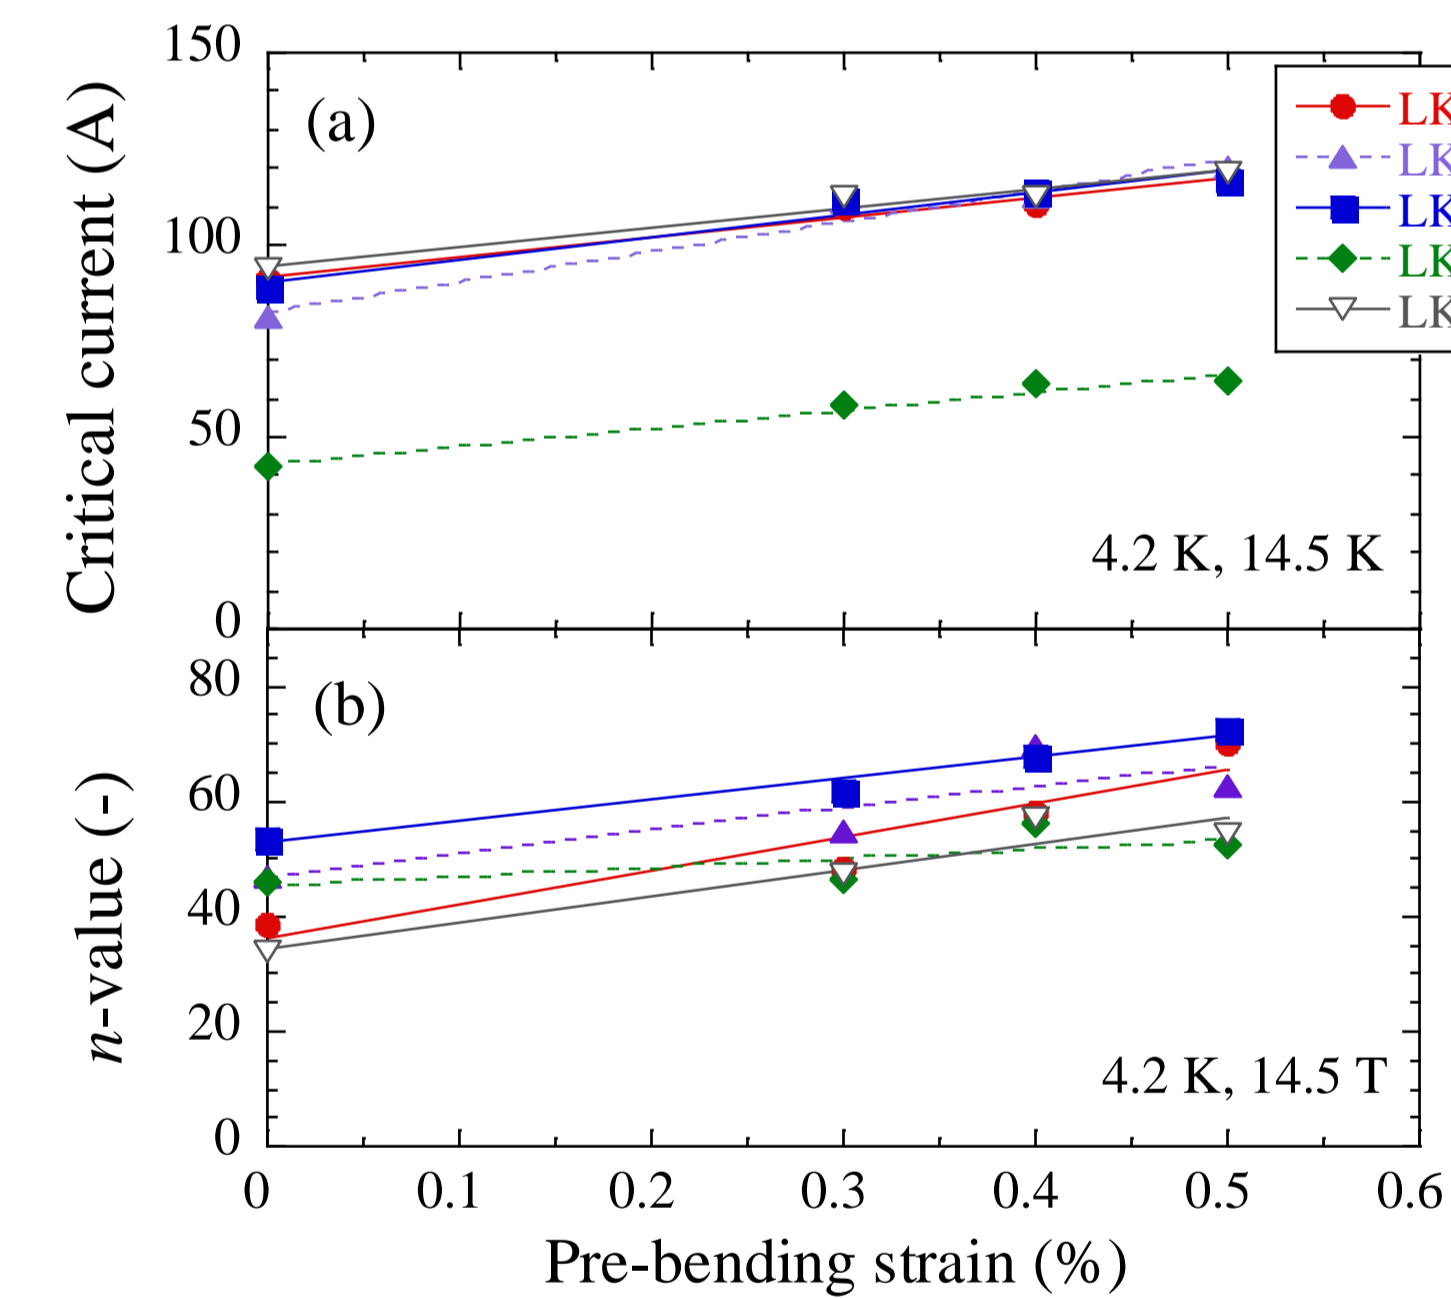 150
100
50
0
Critical current (A)
(a)
LK
LK
LK
LK
LK
4.2 K, 14.5 K
80
60
40
20
0
n-value (-)
(b)
4.2 K, 14.5 T
0 0.1 0.2 0.3 0.4 0.5 0.6
Pre-bending strain (%)